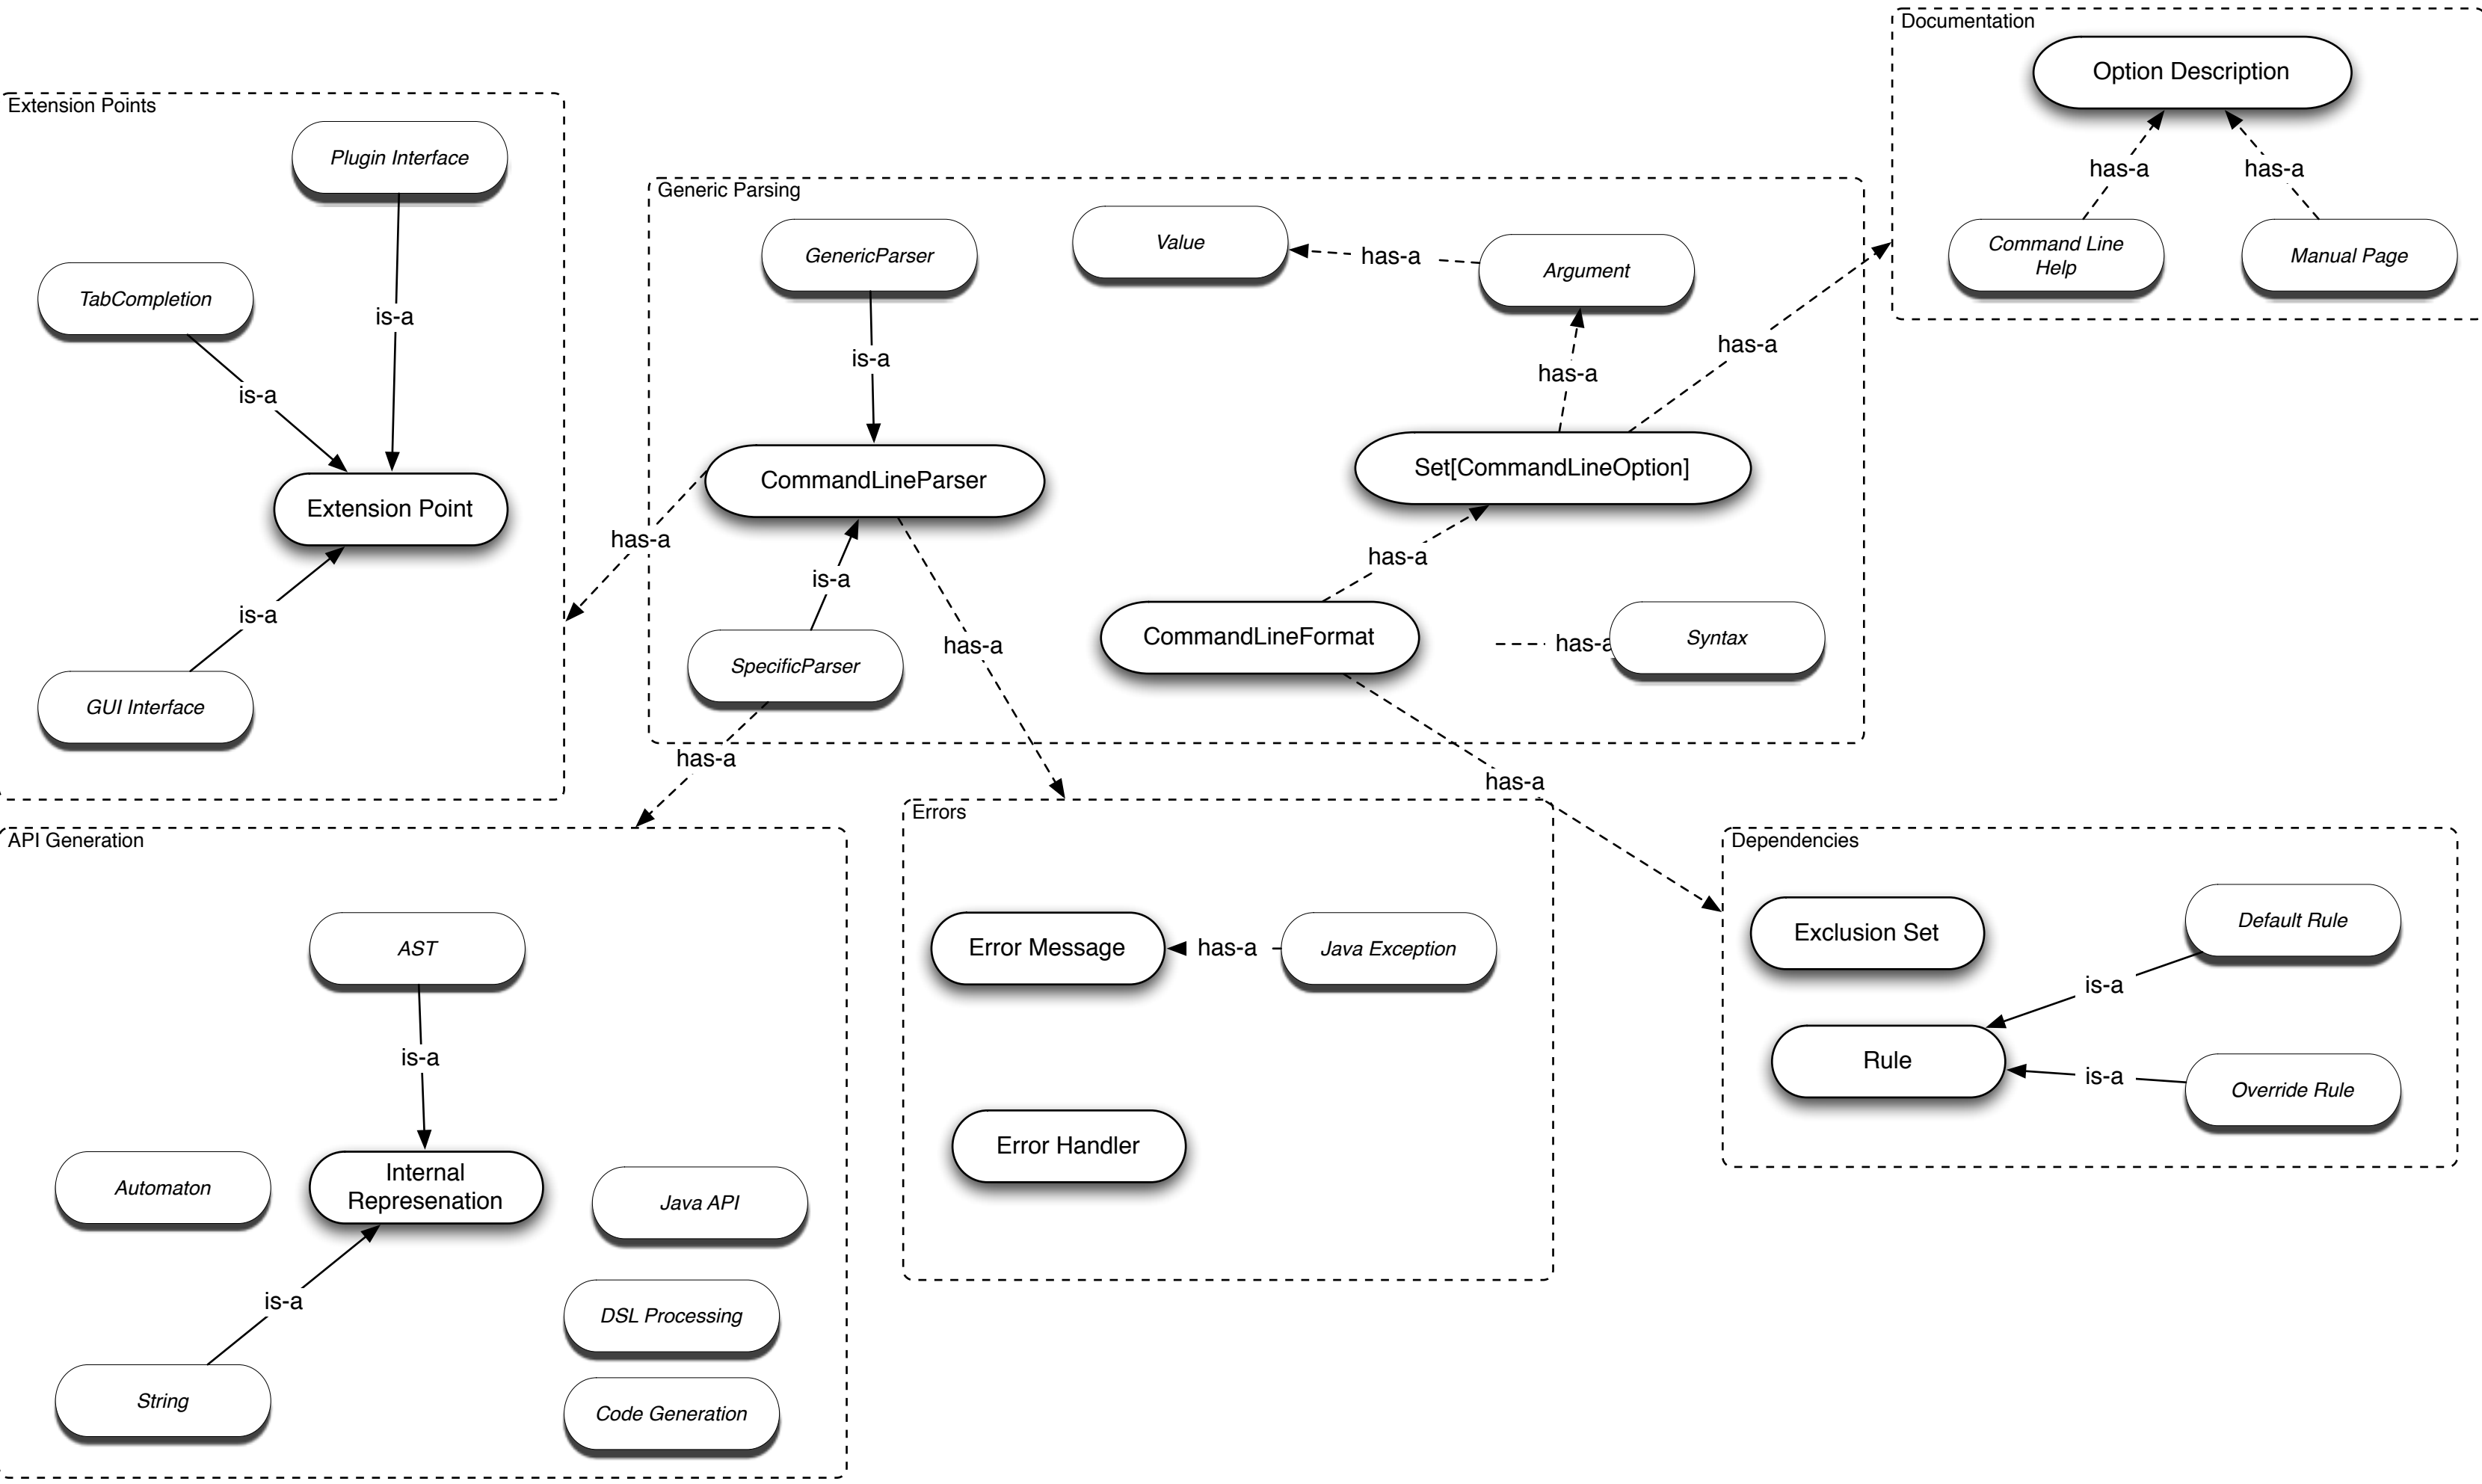 Documentation
Option Description
has-a
has-a
Command Line
Help
Manual Page
Extension Points
Plugin Interface
TabCompletion
is-a
is-a
Extension Point
is-a
GUI Interface
Generic Parsing
GenericParser
Value
has-a
Argument
is-a
has-a
has-a
CommandLineParser
Set[CommandLineOption]
has-a
is-a
has-a
has-a
CommandLineFormat
has-a
Syntax
SpecificParser
has-a
has-a
API Generation
AST
is-a
Automaton
Internal
Represenation
Java API
is-a
DSL Processing
String
Code Generation
Errors
Error Message
has-a
Java Exception
Error Handler
Dependencies
Exclusion Set
Default Rule
is-a
Rule
is-a
Override Rule